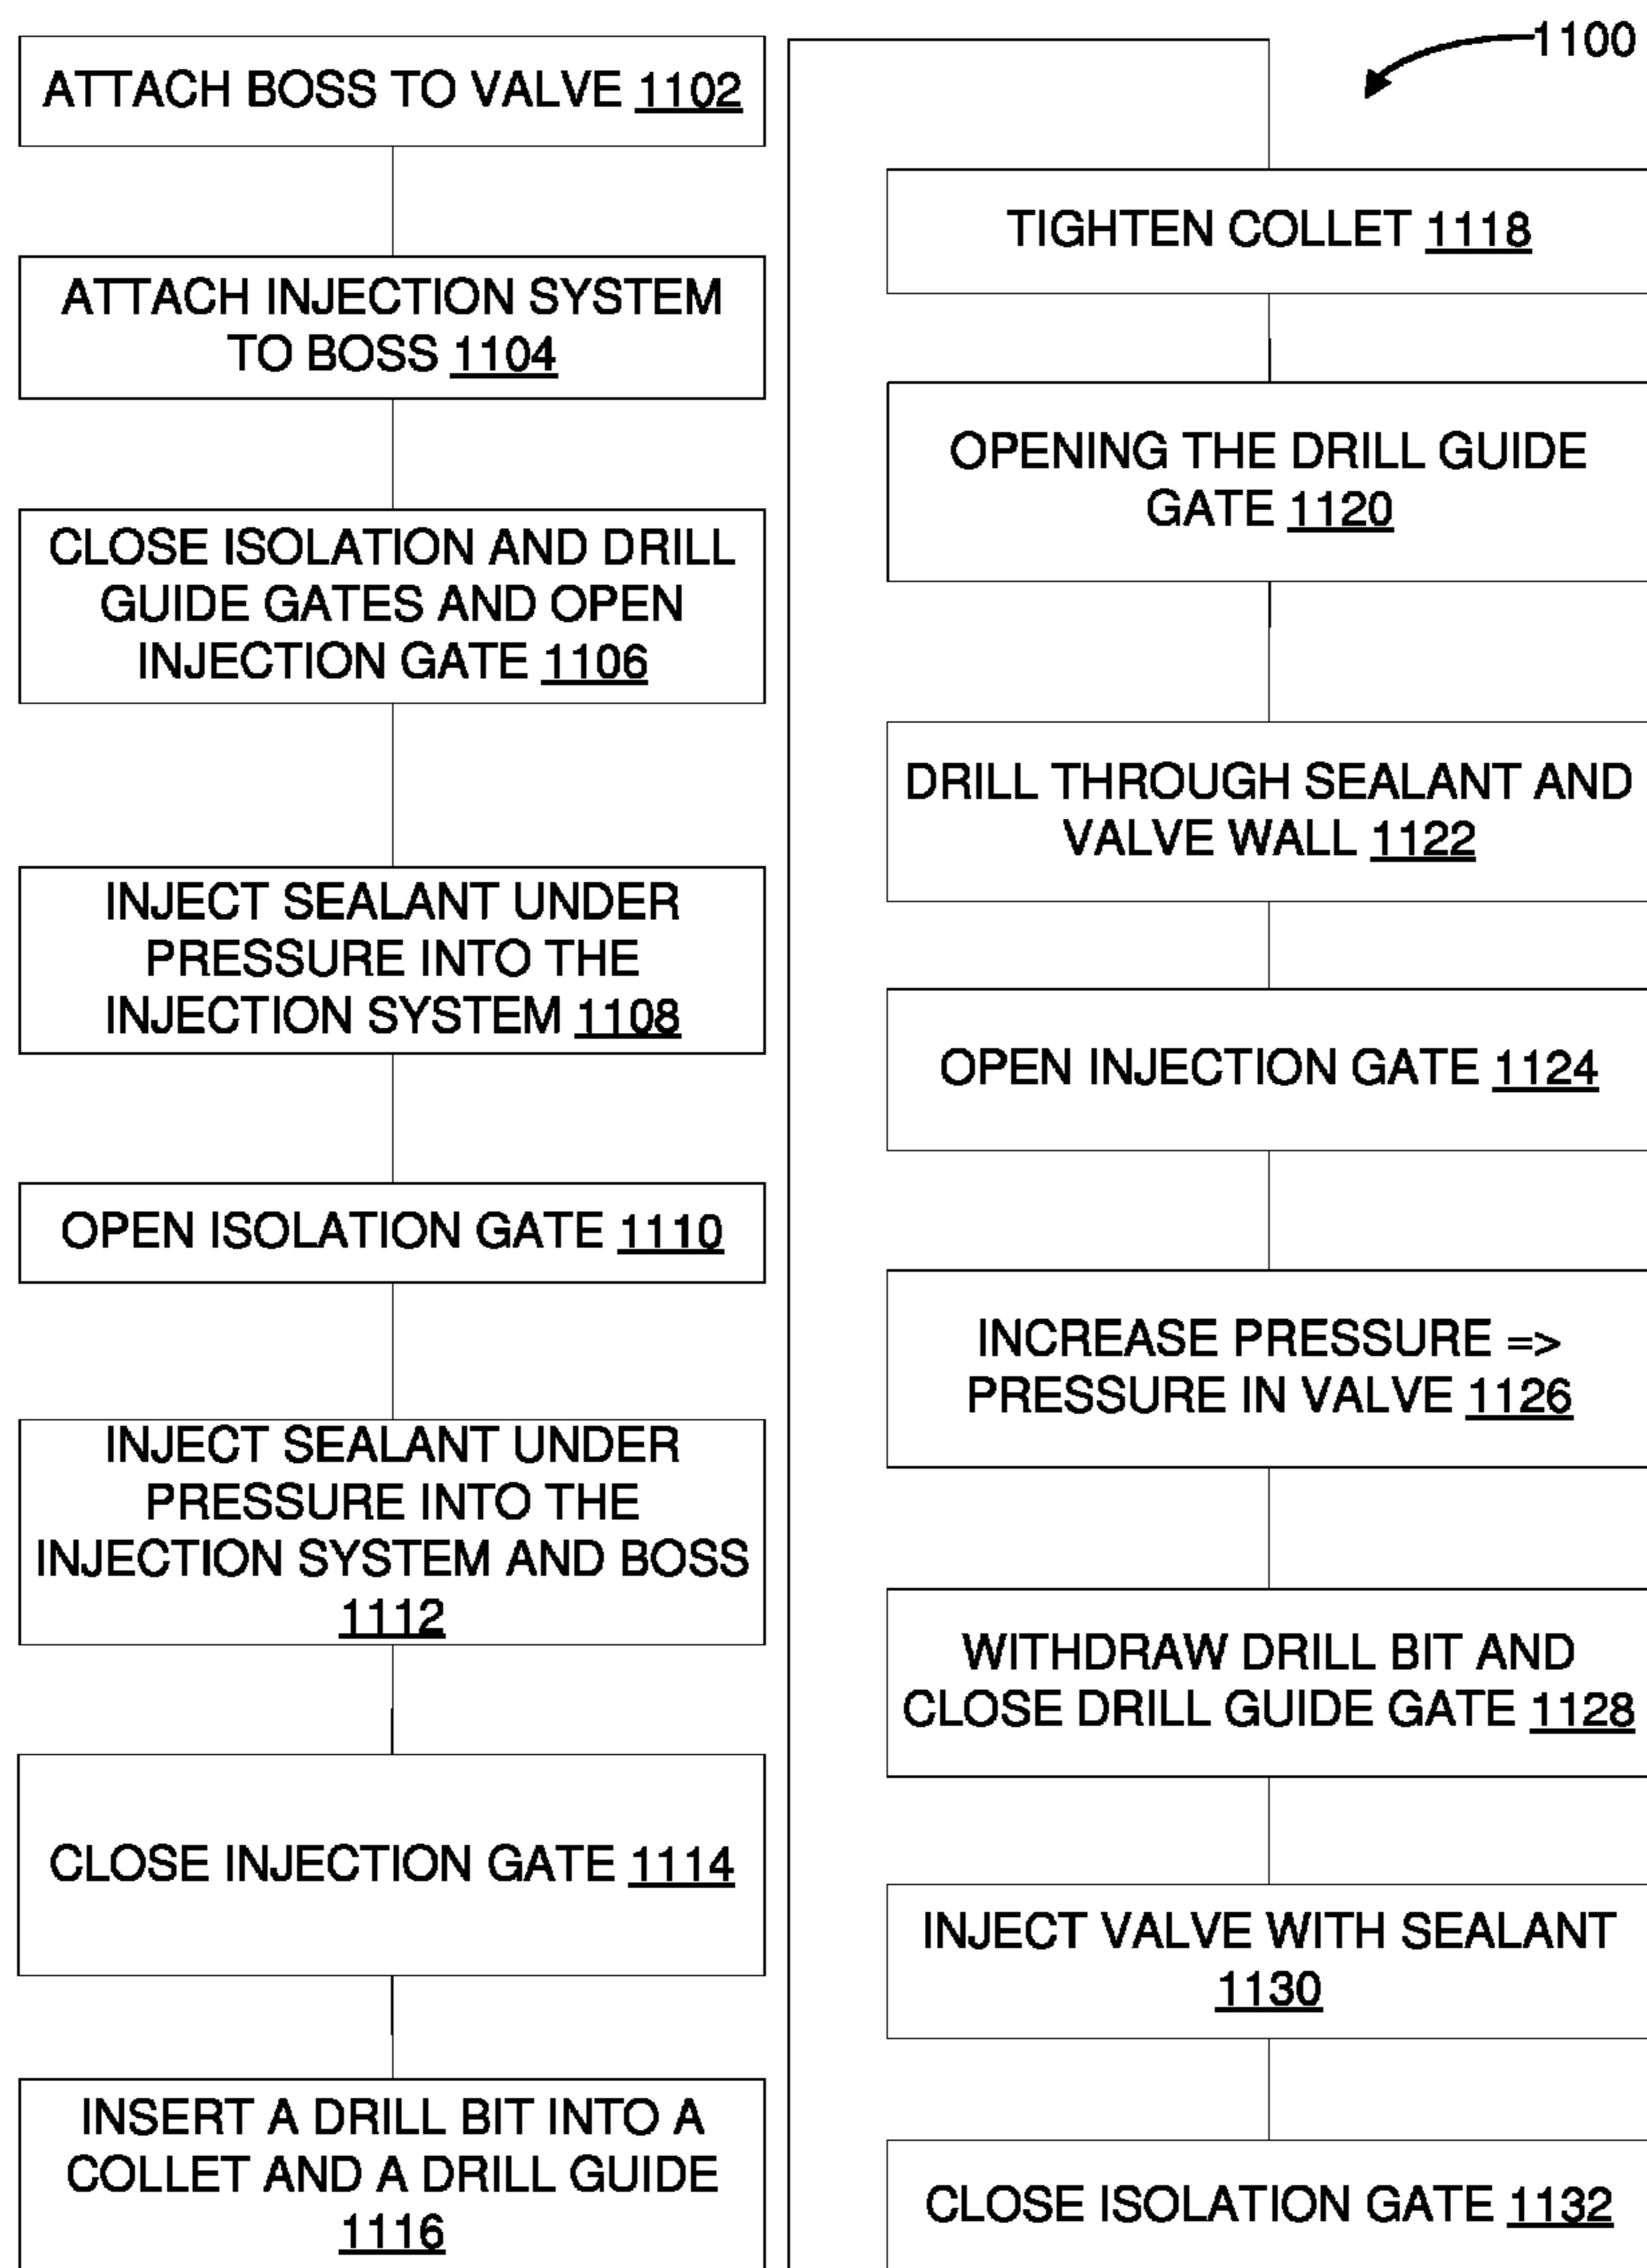 1100
ATTACH BOSS TO VALVE 1102
ATTACH INJECTION SYSTEM
TO BOSS 1104
CLOSE ISOLATION AND DRILL
GUIDE GATES AND OPEN
INJECTION GATE 1106
INJECT SEALANT UNDER
PRESSURE INTO THE
INJECTION SYSTEM 1108
OPEN ISOLATION GATE 1110
INJECT SEALANT UNDER
PRESSURE INTO THE
INJECTION SYSTEM AND BOSS
1112
CLOSE INJECTION GATE 1114
INSERT A DRILL BIT INTO A
COLLET AND A DRILL GUIDE
1116
TIGHTEN COLLET 1118
OPENING THE DRILL GUIDE
GATE 1120
DRILL THROUGH SEALANT AND
VALVE WALL 1122
OPEN INJECTION GATE 1124
INCREASE PRESSURE =>
PRESSURE IN VALVE 1126
WITHDRAW DRILL BIT AND
CLOSE DRILL GUIDE GATE 1128
INJECT VALVE WITH SEALANT
1130
CLOSE ISOLATION GATE 1132